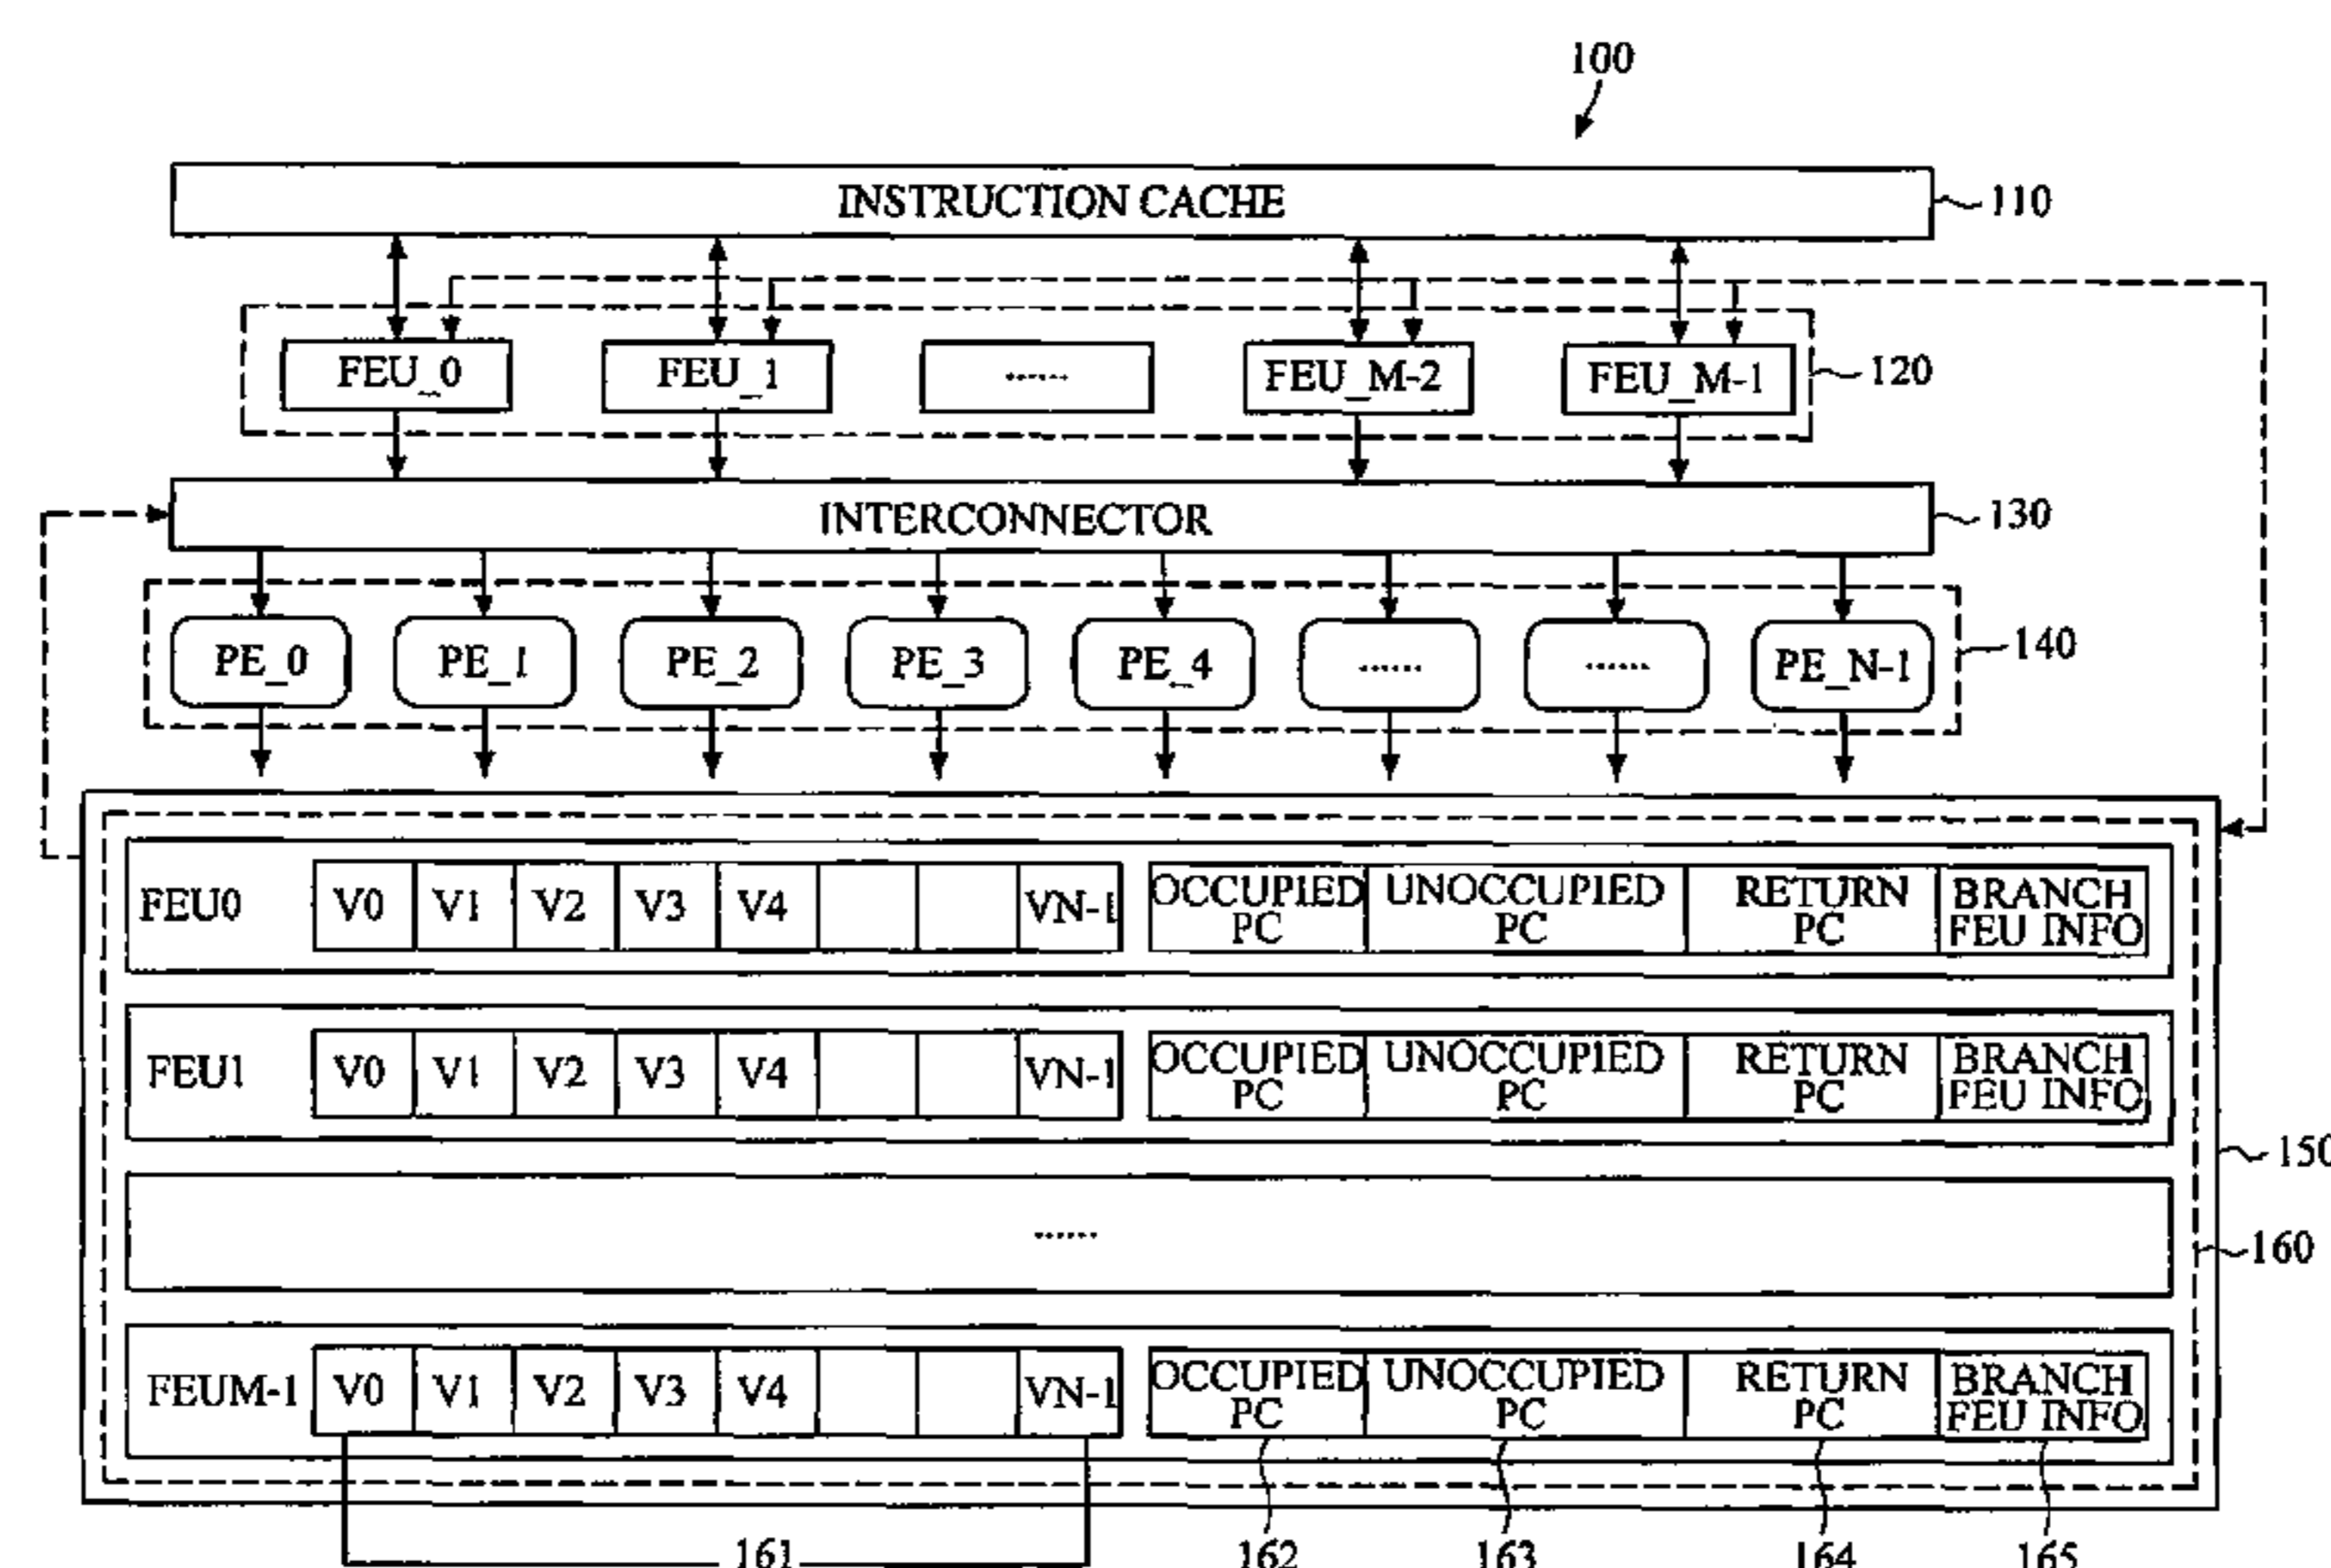 100
INSTRUCTION CACHE
110
FEU_0
FEU_1
......
FEU_M-2
FEU_M-1
120
INTERCONNECTOR
130
PE_0
PE_1
PE_2
PE_3
PE_4
......
......
PE_N-1
140
FEU0
V0
V1
V2
V3
V4
VN-1
OCCUPIED
PC
UNOCCUPIED
PC
RETURN
PC
BRANCH
FEU INFO
FEU1
V0
V1
V2
V3
V4
VN-1
OCCUPIED
PC
UNOCCUPIED
PC
RETURN
PC
BRANCH
FEU INFO
150
......
160
FEUM-1
V0
V1
V2
V3
V4
VN-1
OCCUPIED
PC
UNOCCUPIED
PC
RETURN
PC
BRANCH
FEU INFO
161
162
163
164
165